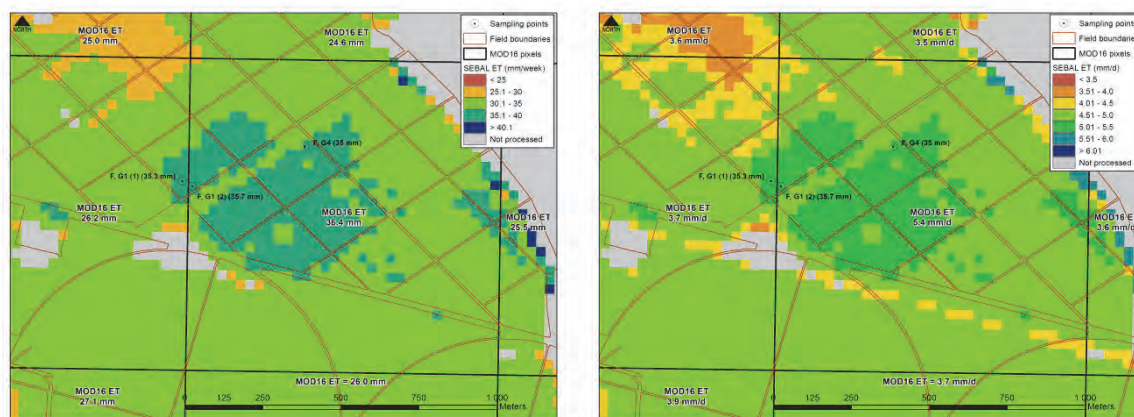 NORTH
MOD16 ET
25.0 mm
MOD16 ET
24.6 mm
Sampling points
Field boundaries
MOD16 pixels
SEBAL ET (mm/week)
< 25
25.1 - 30
30.1 - 35
35.1 - 40
> 40.1
Not processed
F, G4 (35 mm)
F, G1 (1) (35.3 mm)
F, G1 (2) (35.7 mm)
MOD16 ET
26.2 mm
MOD16 ET
36.4 mm
MOD16 ET
25.5 mm
MOD16 ET
27.1 mm
MOD16 ET = 26.0 mm
0
500
1 000
Meters
NORTH
MOD16 ET
3.6 mm/d
MOD16 ET
3.5 mm/d
Sampling points
Field boundaries
MOD16 pixels
SEBAL ET (mm/d)
< 3.5
3.51 - 4.0
4.01 - 4.5
4.51 - 5.0
5.01 - 5.5
5.51 - 6.0
> 6.01
Not processed
F, G4 (35 mm)
F, G1 (1) (35.3 mm)
F, G1 (2) (35.7 mm)
MOD16 ET
3.7 mm/d
MOD16 ET
5.4 mm/d
MOD16 ET
3.6 mm/d
MOD16 ET
3.9 mm/d
MOD16 ET = 3.7 mm/d
0
500
1 000
Meters